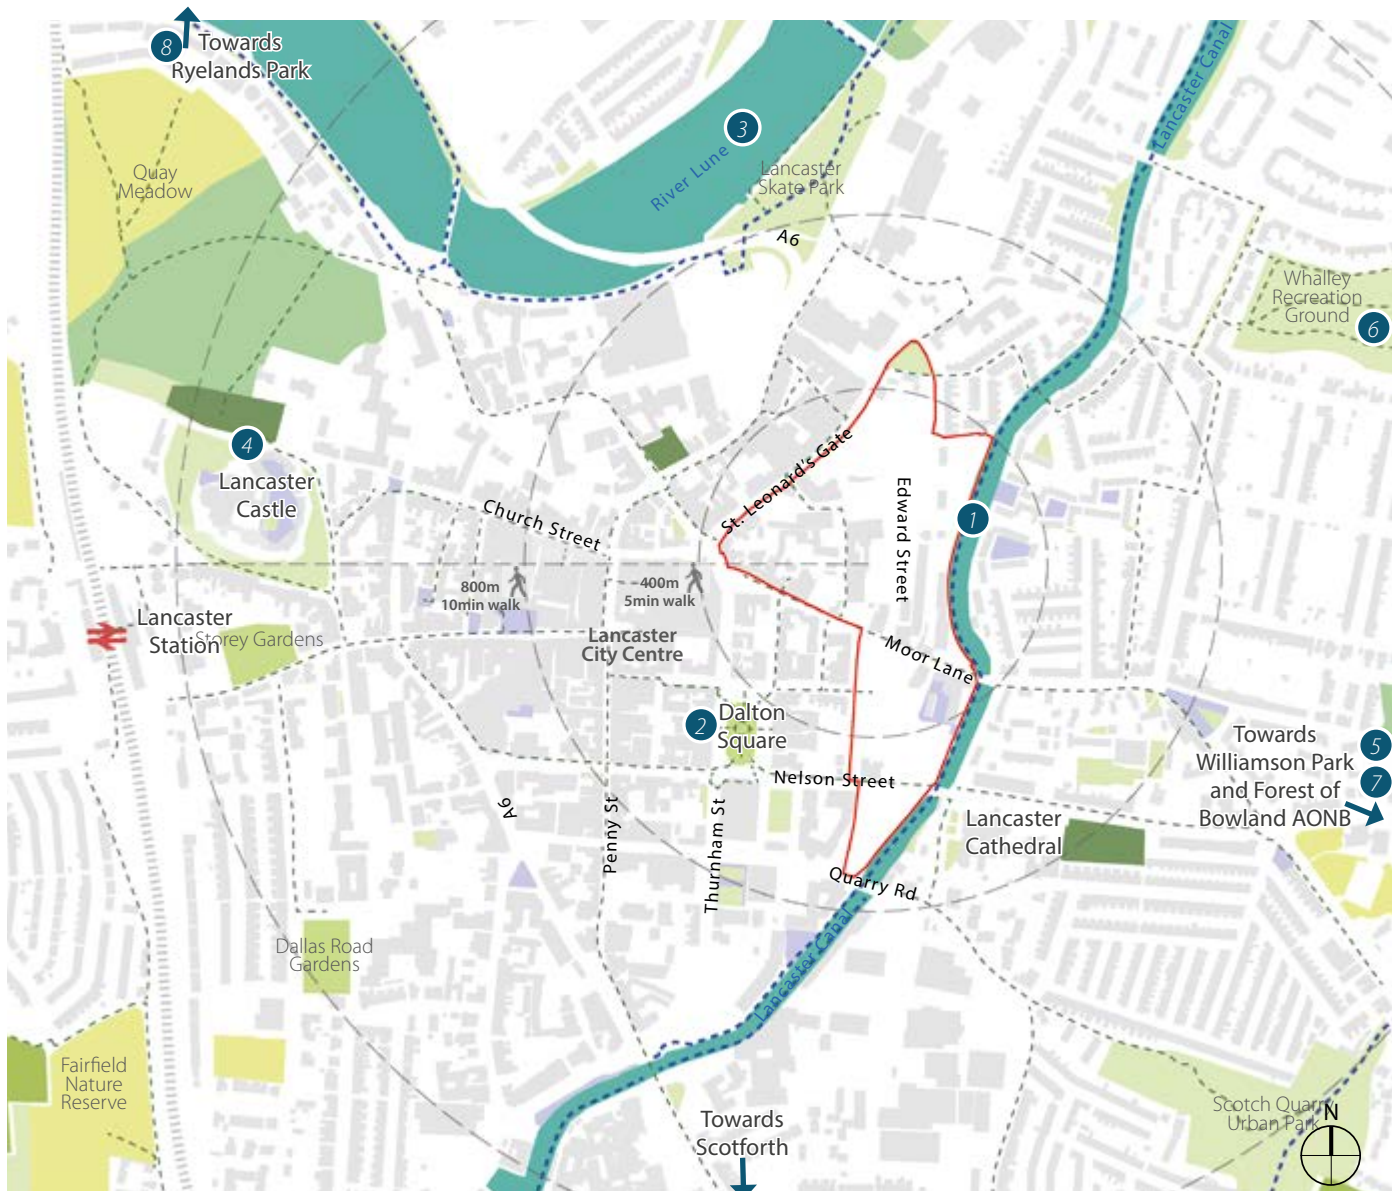 8
Towards
Ryelands Park
Lancaster Canal
3
River Lune
Lancaster
Skate Park
Quay
Meadow
A6
Whalley
Recreation
Ground
6
4
Lancaster
Castle
St. Leonard's Gate
Edward Street
1
Church Street
800m
10min walk
400m
5min walk
Lancaster
Station
Storey Gardens
Lancaster
City Centre
Moor Lane
2
Dalton
Square
Towards
Williamson Park
and Forest of
Bowland AONB
5
7
Nelson Street
A6
Penny St
Thurnham St
Lancaster
Cathedral
Quarry Rd
Lancaster Canal
Dallas Road
Gardens
Fairfield
Nature
Reserve
Scotch Quarry
Urban Park
N
Towards
Scotforth